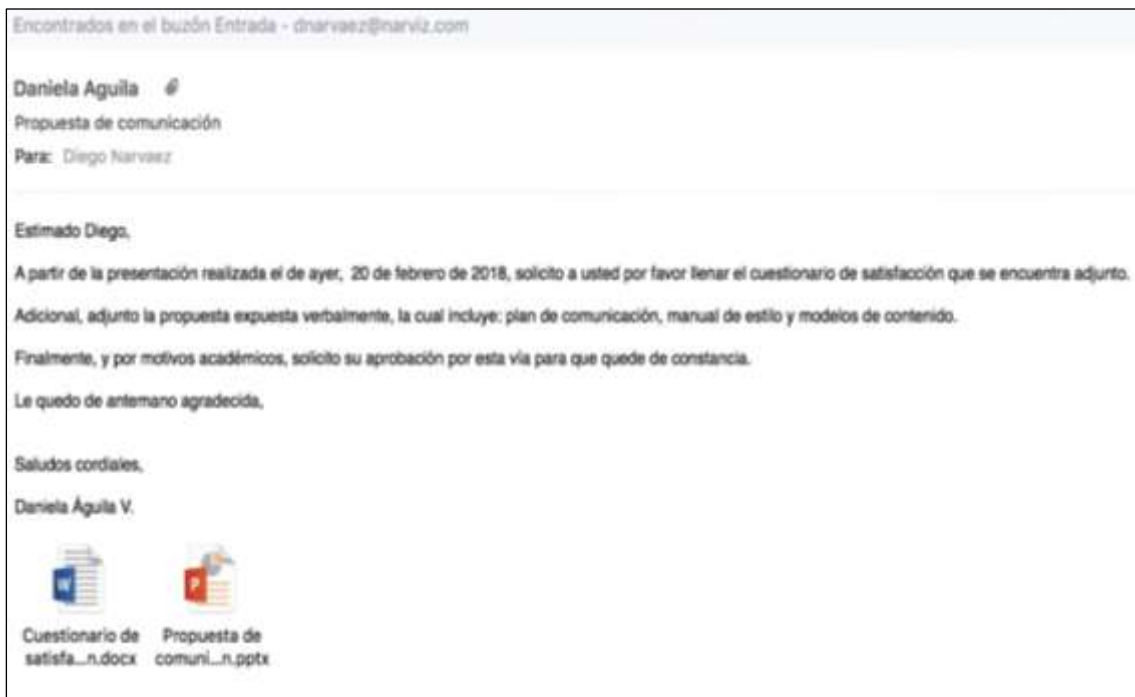 Encontrados en el buzón Entrada - dnarvaez@narviz.com
Daniela Aguila
Propuesta de comunicación
Para: Diego Narvaez
Estimado Diego,
A partir de la presentación realizada el de ayer, 20 de febrero de 2018, solicito a usted por favor llenar el cuestionario de satisfacción que se encuentra adjunto.
Adicional, adjunto la propuesta expuesta verbalmente, la cual incluye: plan de comunicación, manual de estilo y modelos de contenido.
Finalmente, y por motivos académicos, solicito su aprobación por esta vía para que quede de constancia.
Le quedo de antemano agradecida,
Saludos cordiales,
Daniela Águila V.
W P
Cuestionario de Propuesta de
satisfa...n.docx comuni...n.pptx